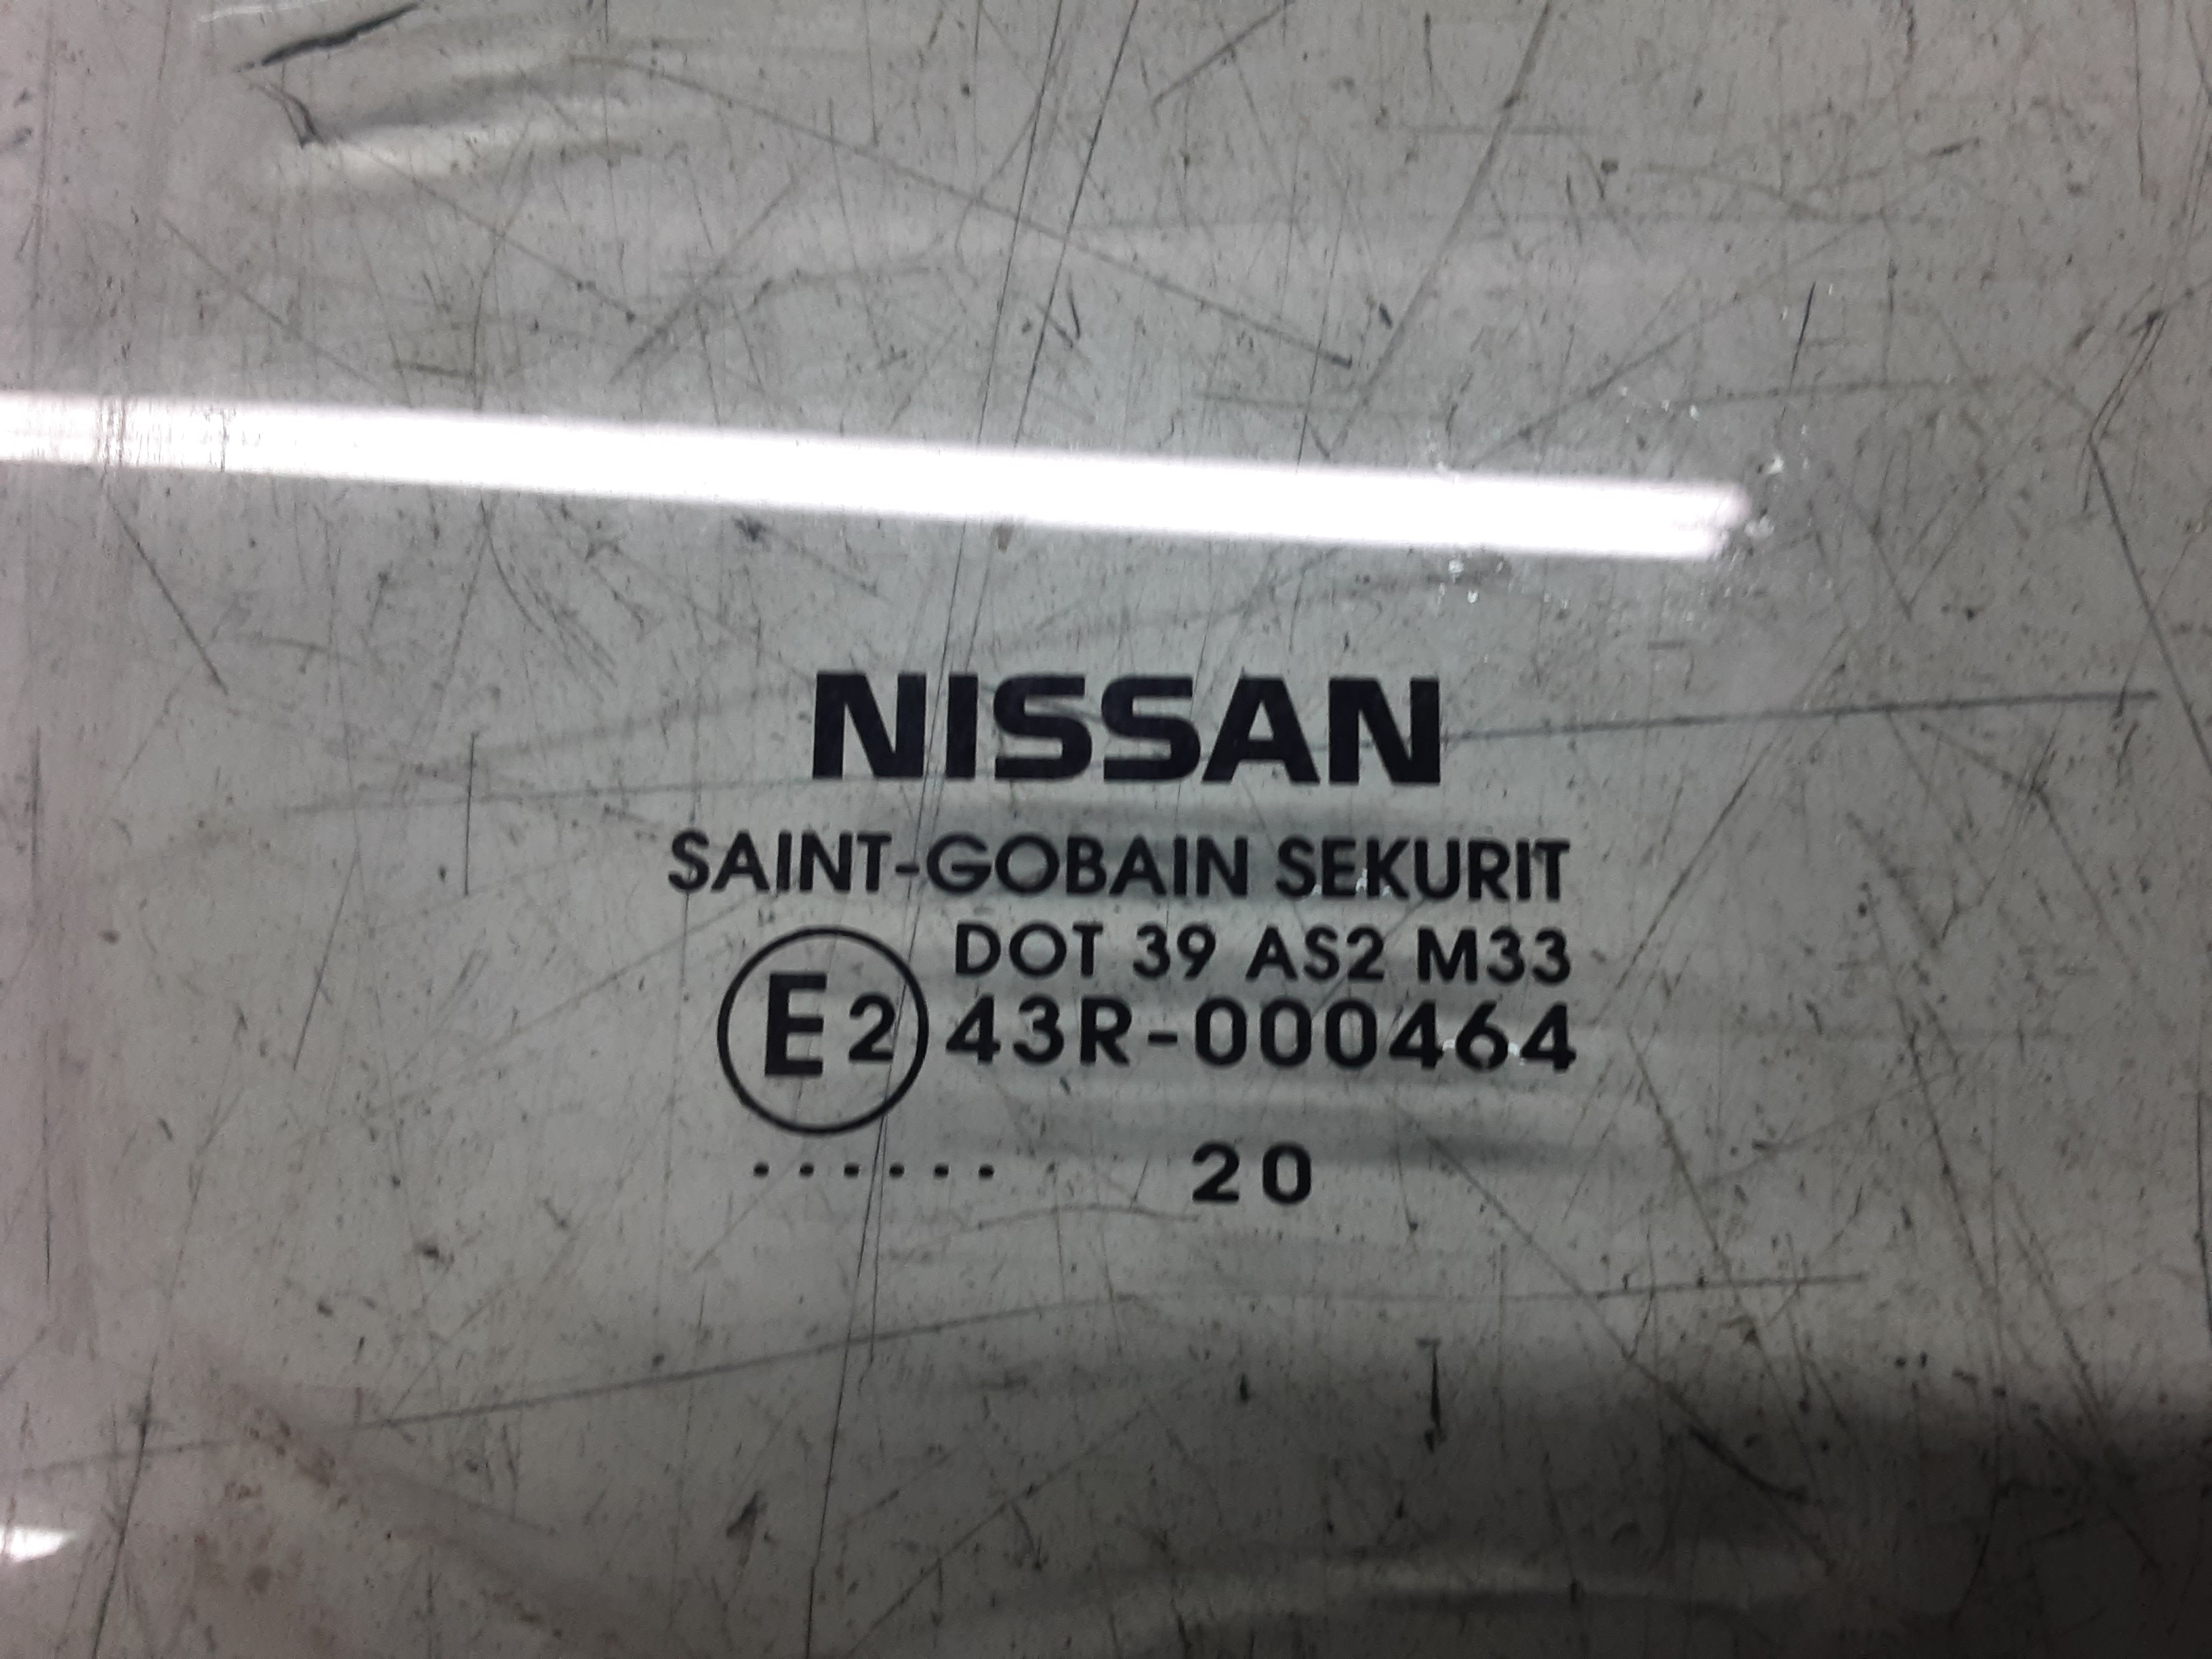 NISSAN
SAINT-GOBAIN SEKURIT
DOT 39 AS2 M33
E2 43R-000464
...... 20